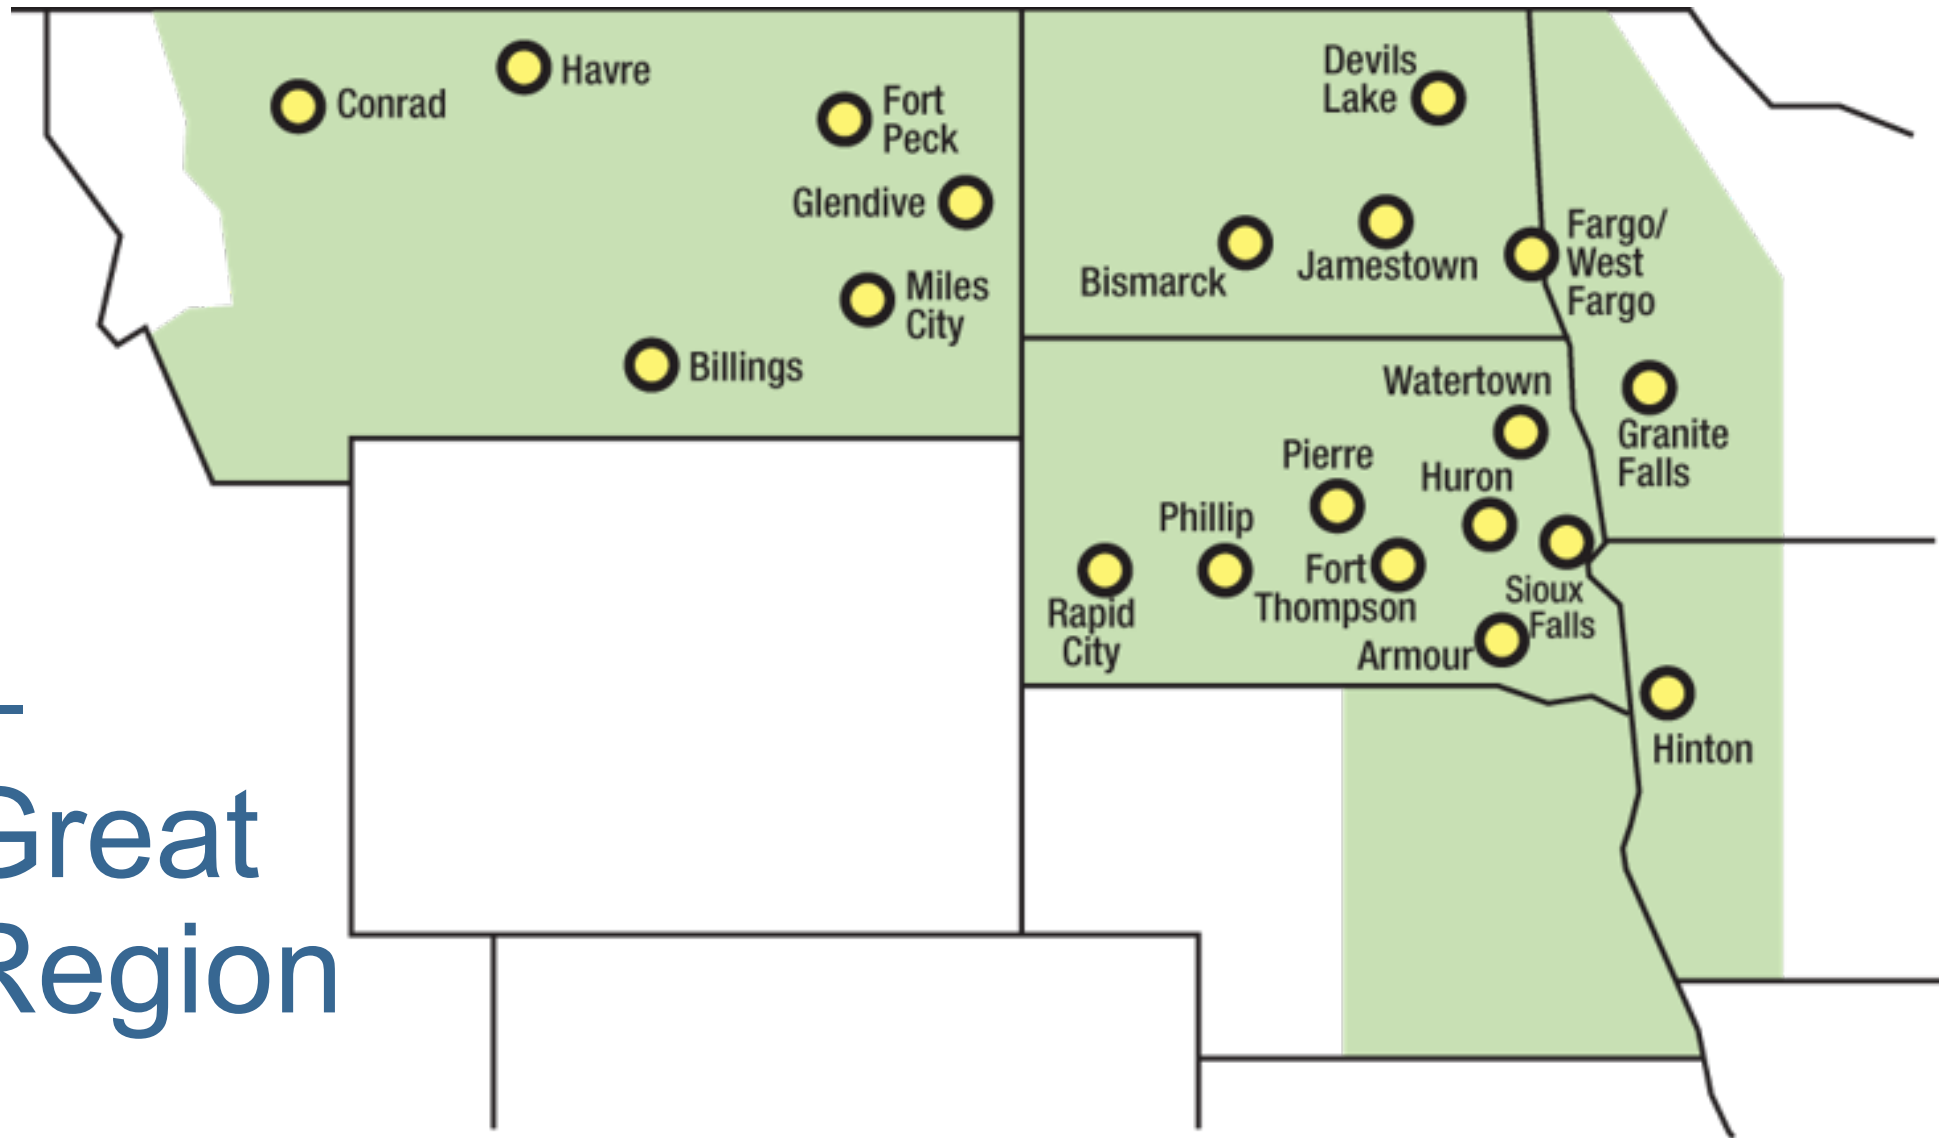 Conrad
Havre
Fort
Peck
Glendive
Miles
City
Billings
Devils
Lake
Bismarck
Jamestown
Fargo/
West
Fargo
Watertown
Granite
Falls
Pierre
Huron
Phillip
Rapid
City
Fort
Thompson
Sioux
Falls
Armour
Hinton
Great
Region